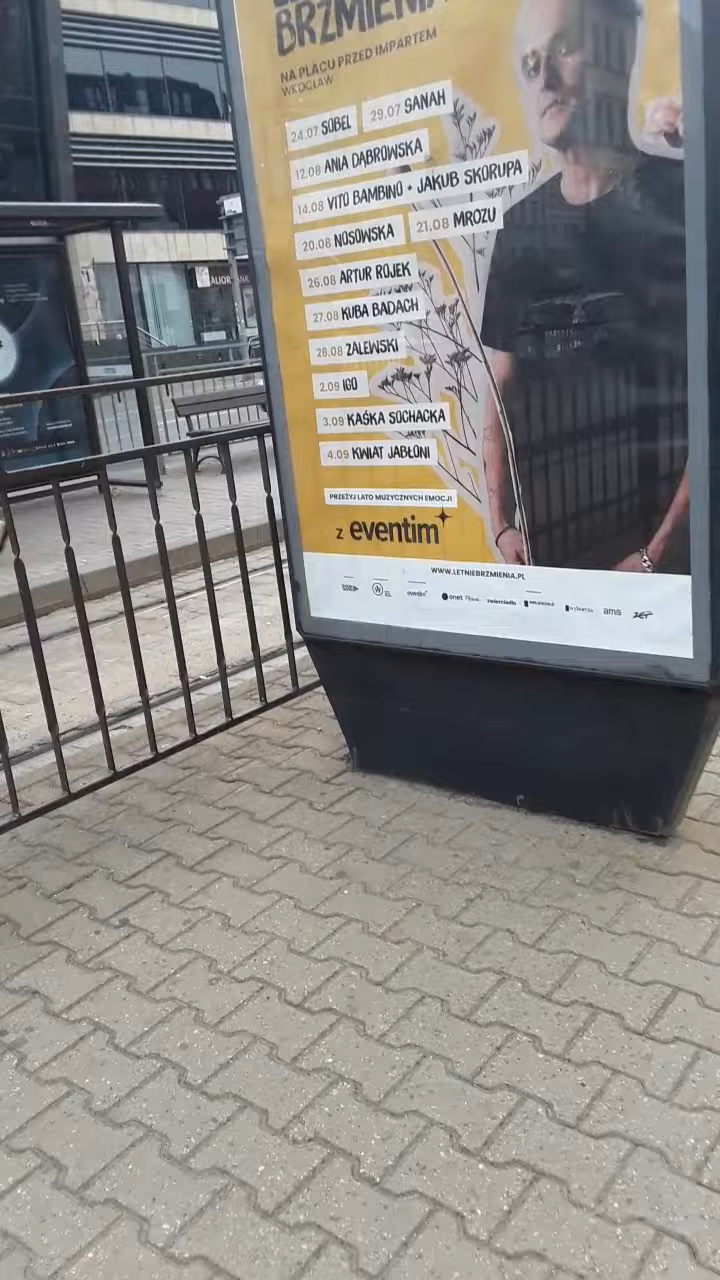 BRZMIENIA
NA PLACU PRZED IMPARTEM
WROCŁAW
24.07 SOBEL 29.07 SANAH
12.08 ANIA DĄBROWSKA
14.08 VITO BAMBINO + JAKUB SKORUPA
20.08 NOSOWSKA 21.08 MROZU
26.08 ARTUR ROJEK
27.08 KUBA BADACH
28.08 ZALEWSKI
2.09 IGO
3.09 KAŚKA SOCHACKA
4.09 KWIAT JABŁONI
PRZEŻYJ LATO MUZYCZNYCH EMOCJI
z eventim
WWW.LETNIEBRZMIENIA.PL
eventim onet zwierciadło wyborcza ams
ALIOR